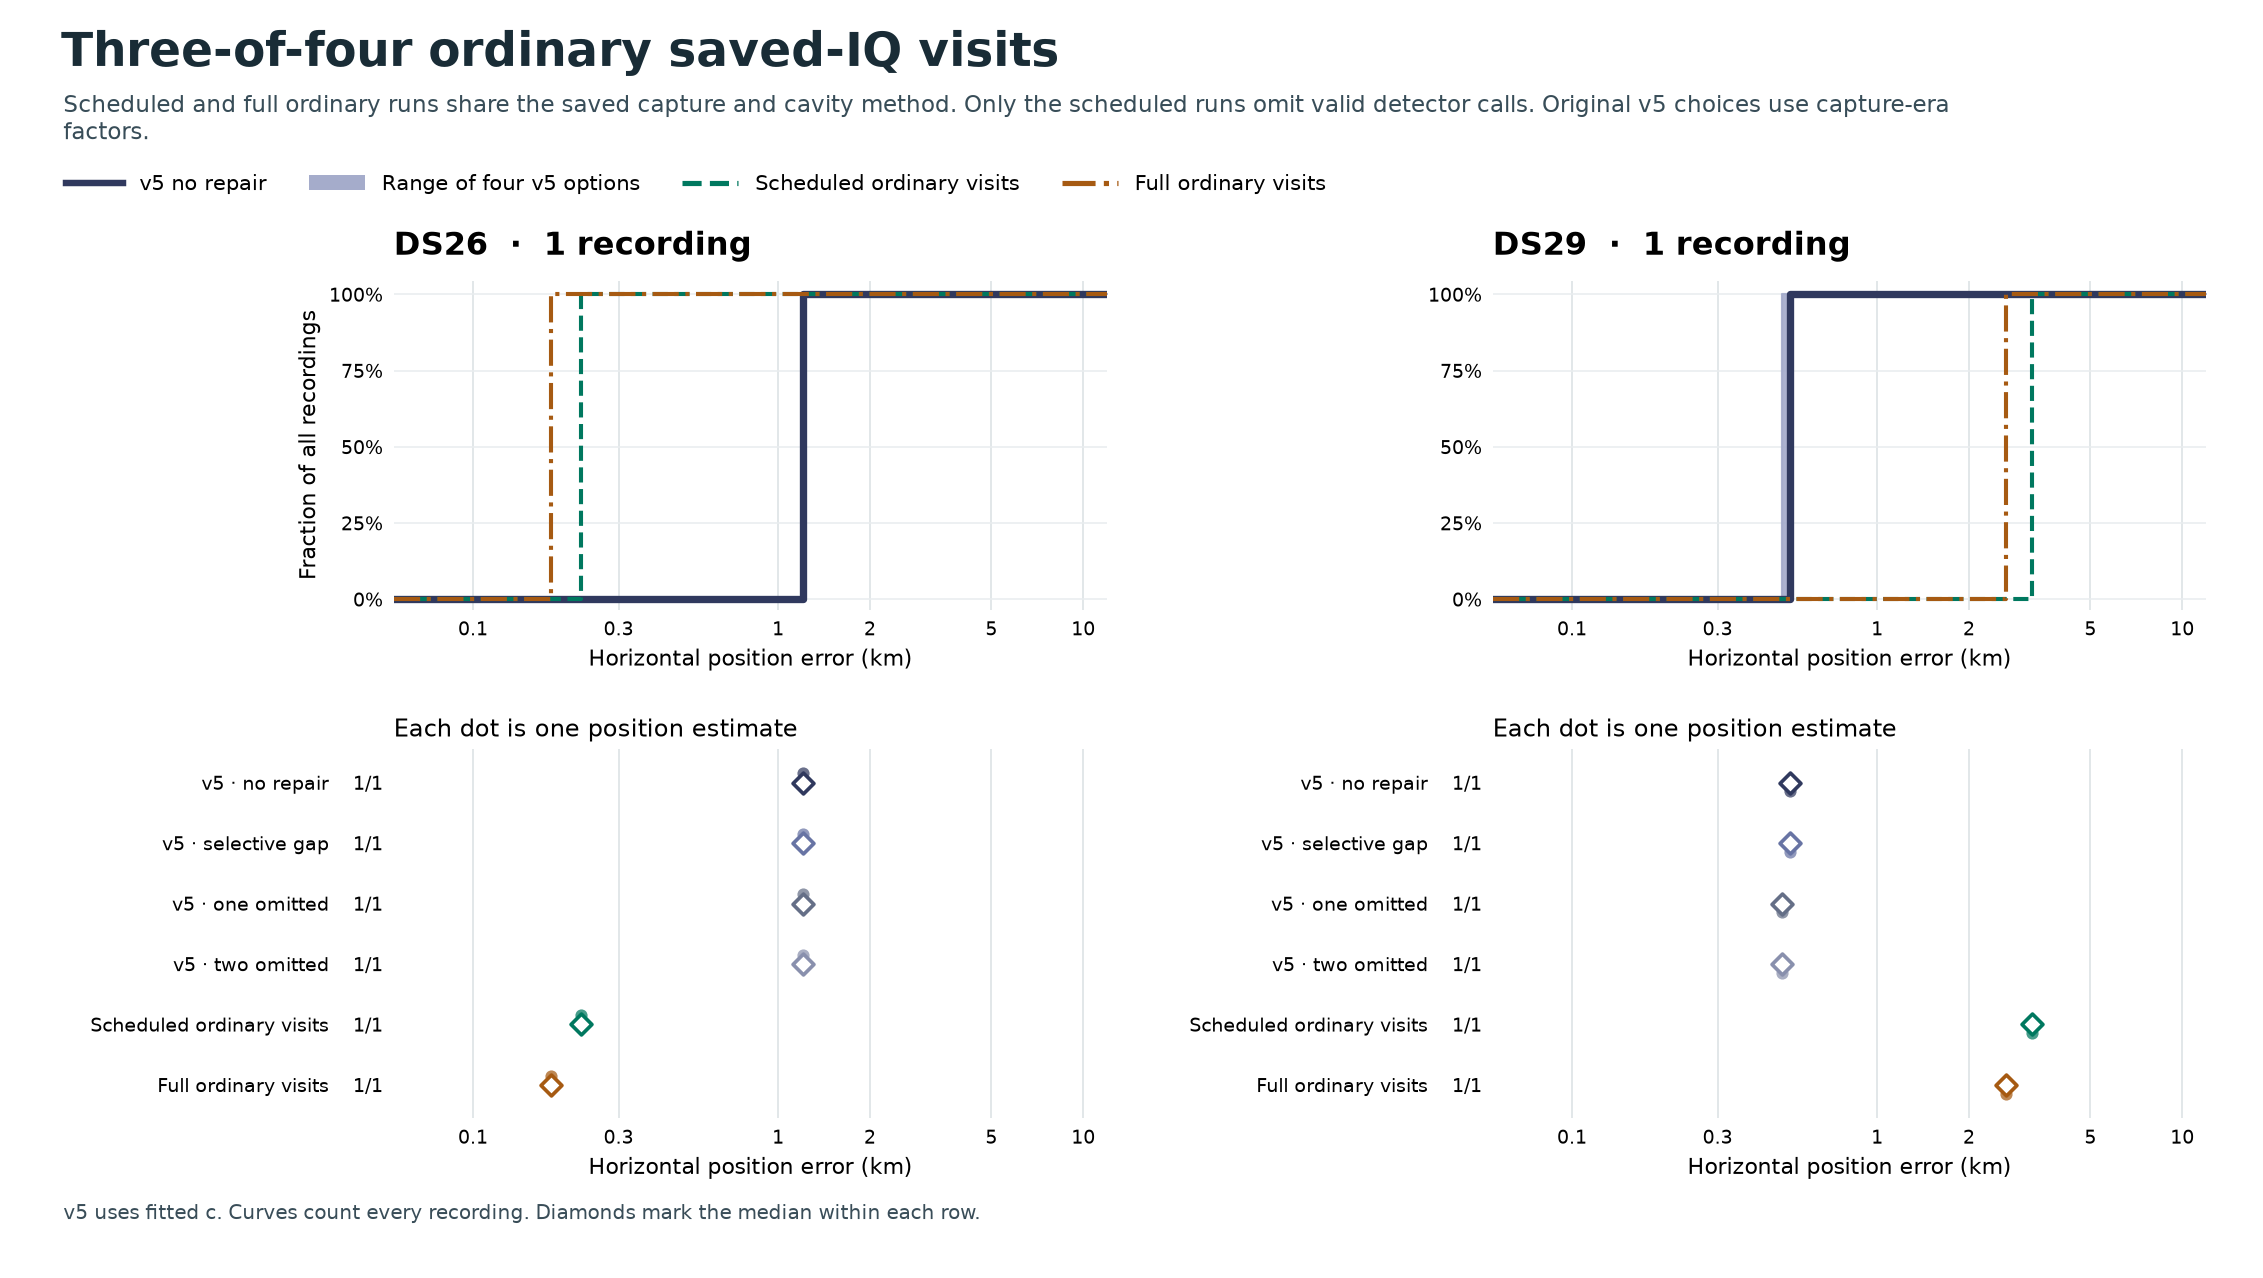 Three-of-four ordinary saved-IQ visits
Scheduled and full ordinary runs share the saved capture and cavity method. Only the scheduled runs omit valid detector calls. Original v5 choices use capture-era
factors.
v5 no repair
Range of four v5 options
Scheduled ordinary visits
Full ordinary visits
DS26 · 1 recording
Fraction of all recordings
100%
75%
50%
25%
0%
0.1 0.3 1 2 5 10
Horizontal position error (km)
DS29 · 1 recording
100%
75%
50%
25%
0%
0.1 0.3 1 2 5 10
Horizontal position error (km)
Each dot is one position estimate
v5 · no repair 1/1
v5 · selective gap 1/1
v5 · one omitted 1/1
v5 · two omitted 1/1
Scheduled ordinary visits 1/1
Full ordinary visits 1/1
0.1 0.3 1 2 5 10
Horizontal position error (km)
Each dot is one position estimate
v5 · no repair 1/1
v5 · selective gap 1/1
v5 · one omitted 1/1
v5 · two omitted 1/1
Scheduled ordinary visits 1/1
Full ordinary visits 1/1
0.1 0.3 1 2 5 10
Horizontal position error (km)
v5 uses fitted c. Curves count every recording. Diamonds mark the median within each row.